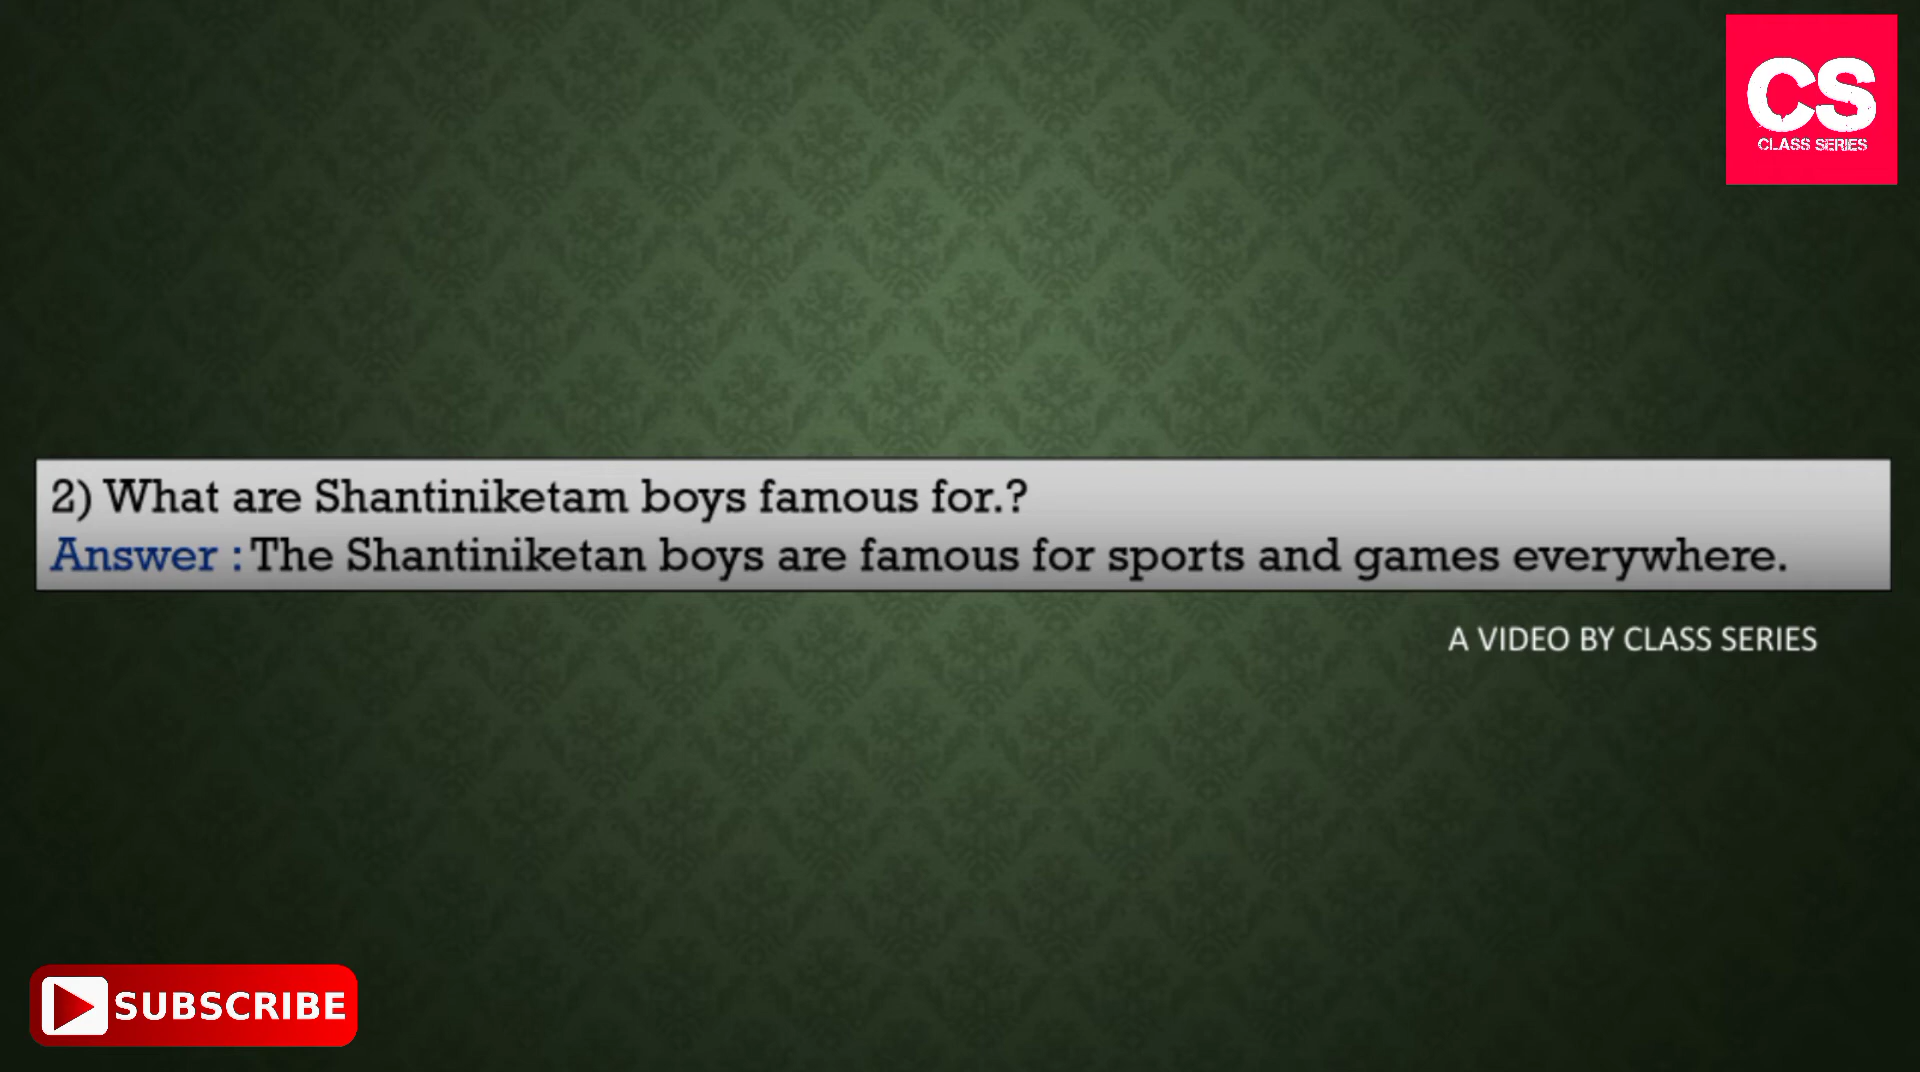 CS
CLASS SERIES
2) What are Shantiniketam boys famous for.?
Answer : The Shantiniketan boys are famous for sports and games everywhere.
A VIDEO BY CLASS SERIES
SUBSCRIBE